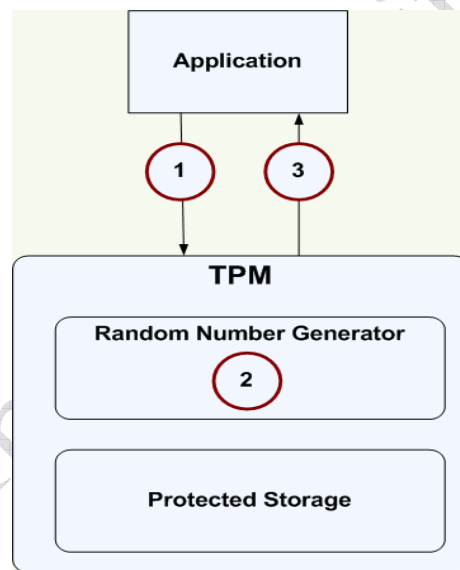 Application
1
3
TPM
Random Number Generator
2
Protected Storage